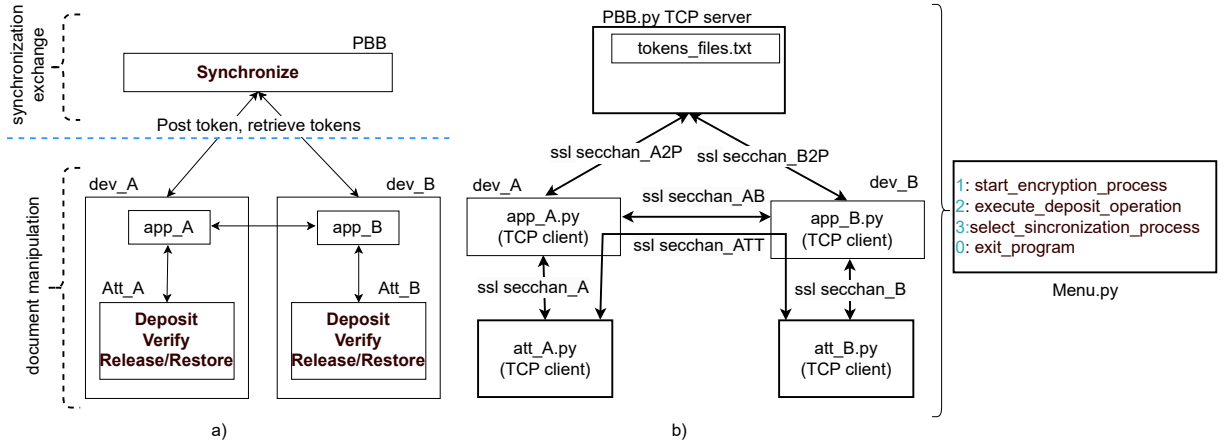 synchronization
exchange
PBB
Synchronize
Post token, retrieve tokens
document manipulation
dev_A
dev_B
app_A
app_B
Att_A
Att_B
Deposit
Verify
Release/Restore
Deposit
Verify
Release/Restore
a)
PBB.py TCP server
tokens_files.txt
ssl secchan_A2P
ssl secchan_B2P
dev_A
dev_B
app_A.py
(TCP client)
ssl secchan_AB
app_B.py
(TCP client)
ssl secchan_ATT
ssl secchan_A
ssl secchan_B
att_A.py
(TCP client)
att_B.py
(TCP client)
b)
1: start_encryption_process
2: execute_deposit_operation
3:select_sincronization_process
0: exit_program
Menu.py